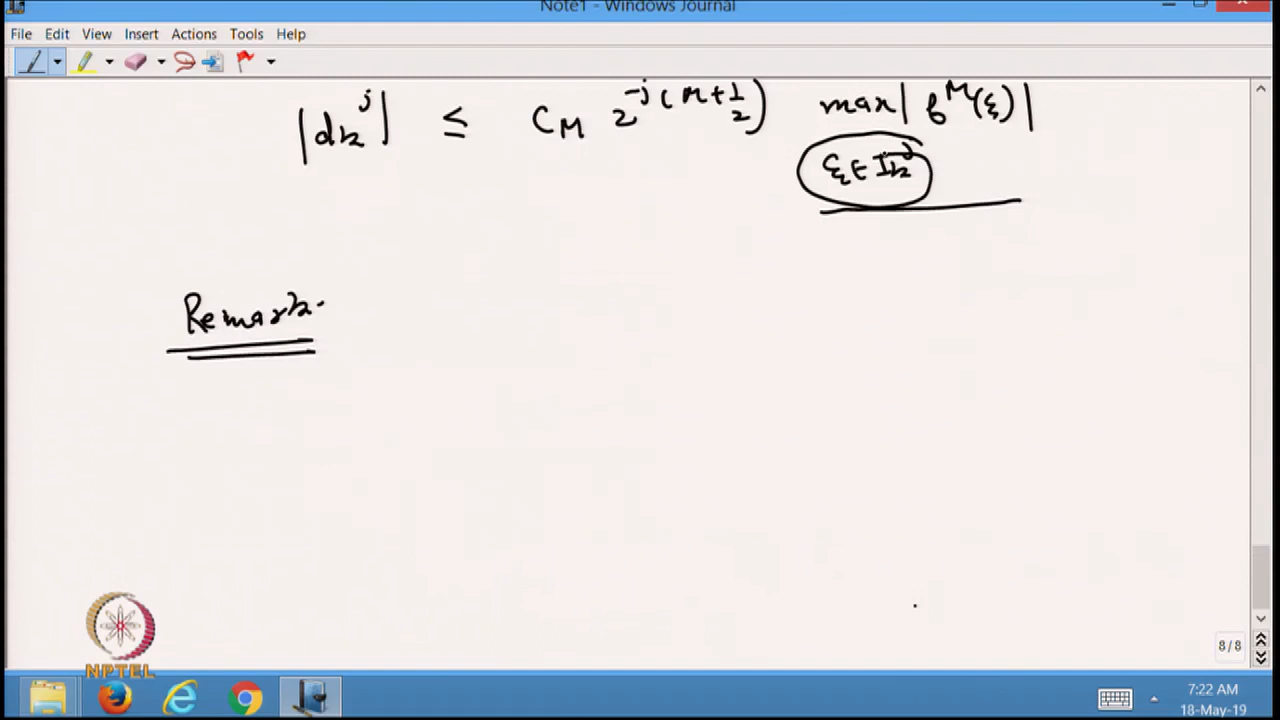 Note1 - Windows Journal
File Edit View Insert Actions Tools Help
|d_k^j| ≤ C_M 2^{-j(M+1/2)} max|f^M(ξ)|
ξ∈I_k^j
Remark.
8/8
NPTEL
7:22 AM
18-May-19